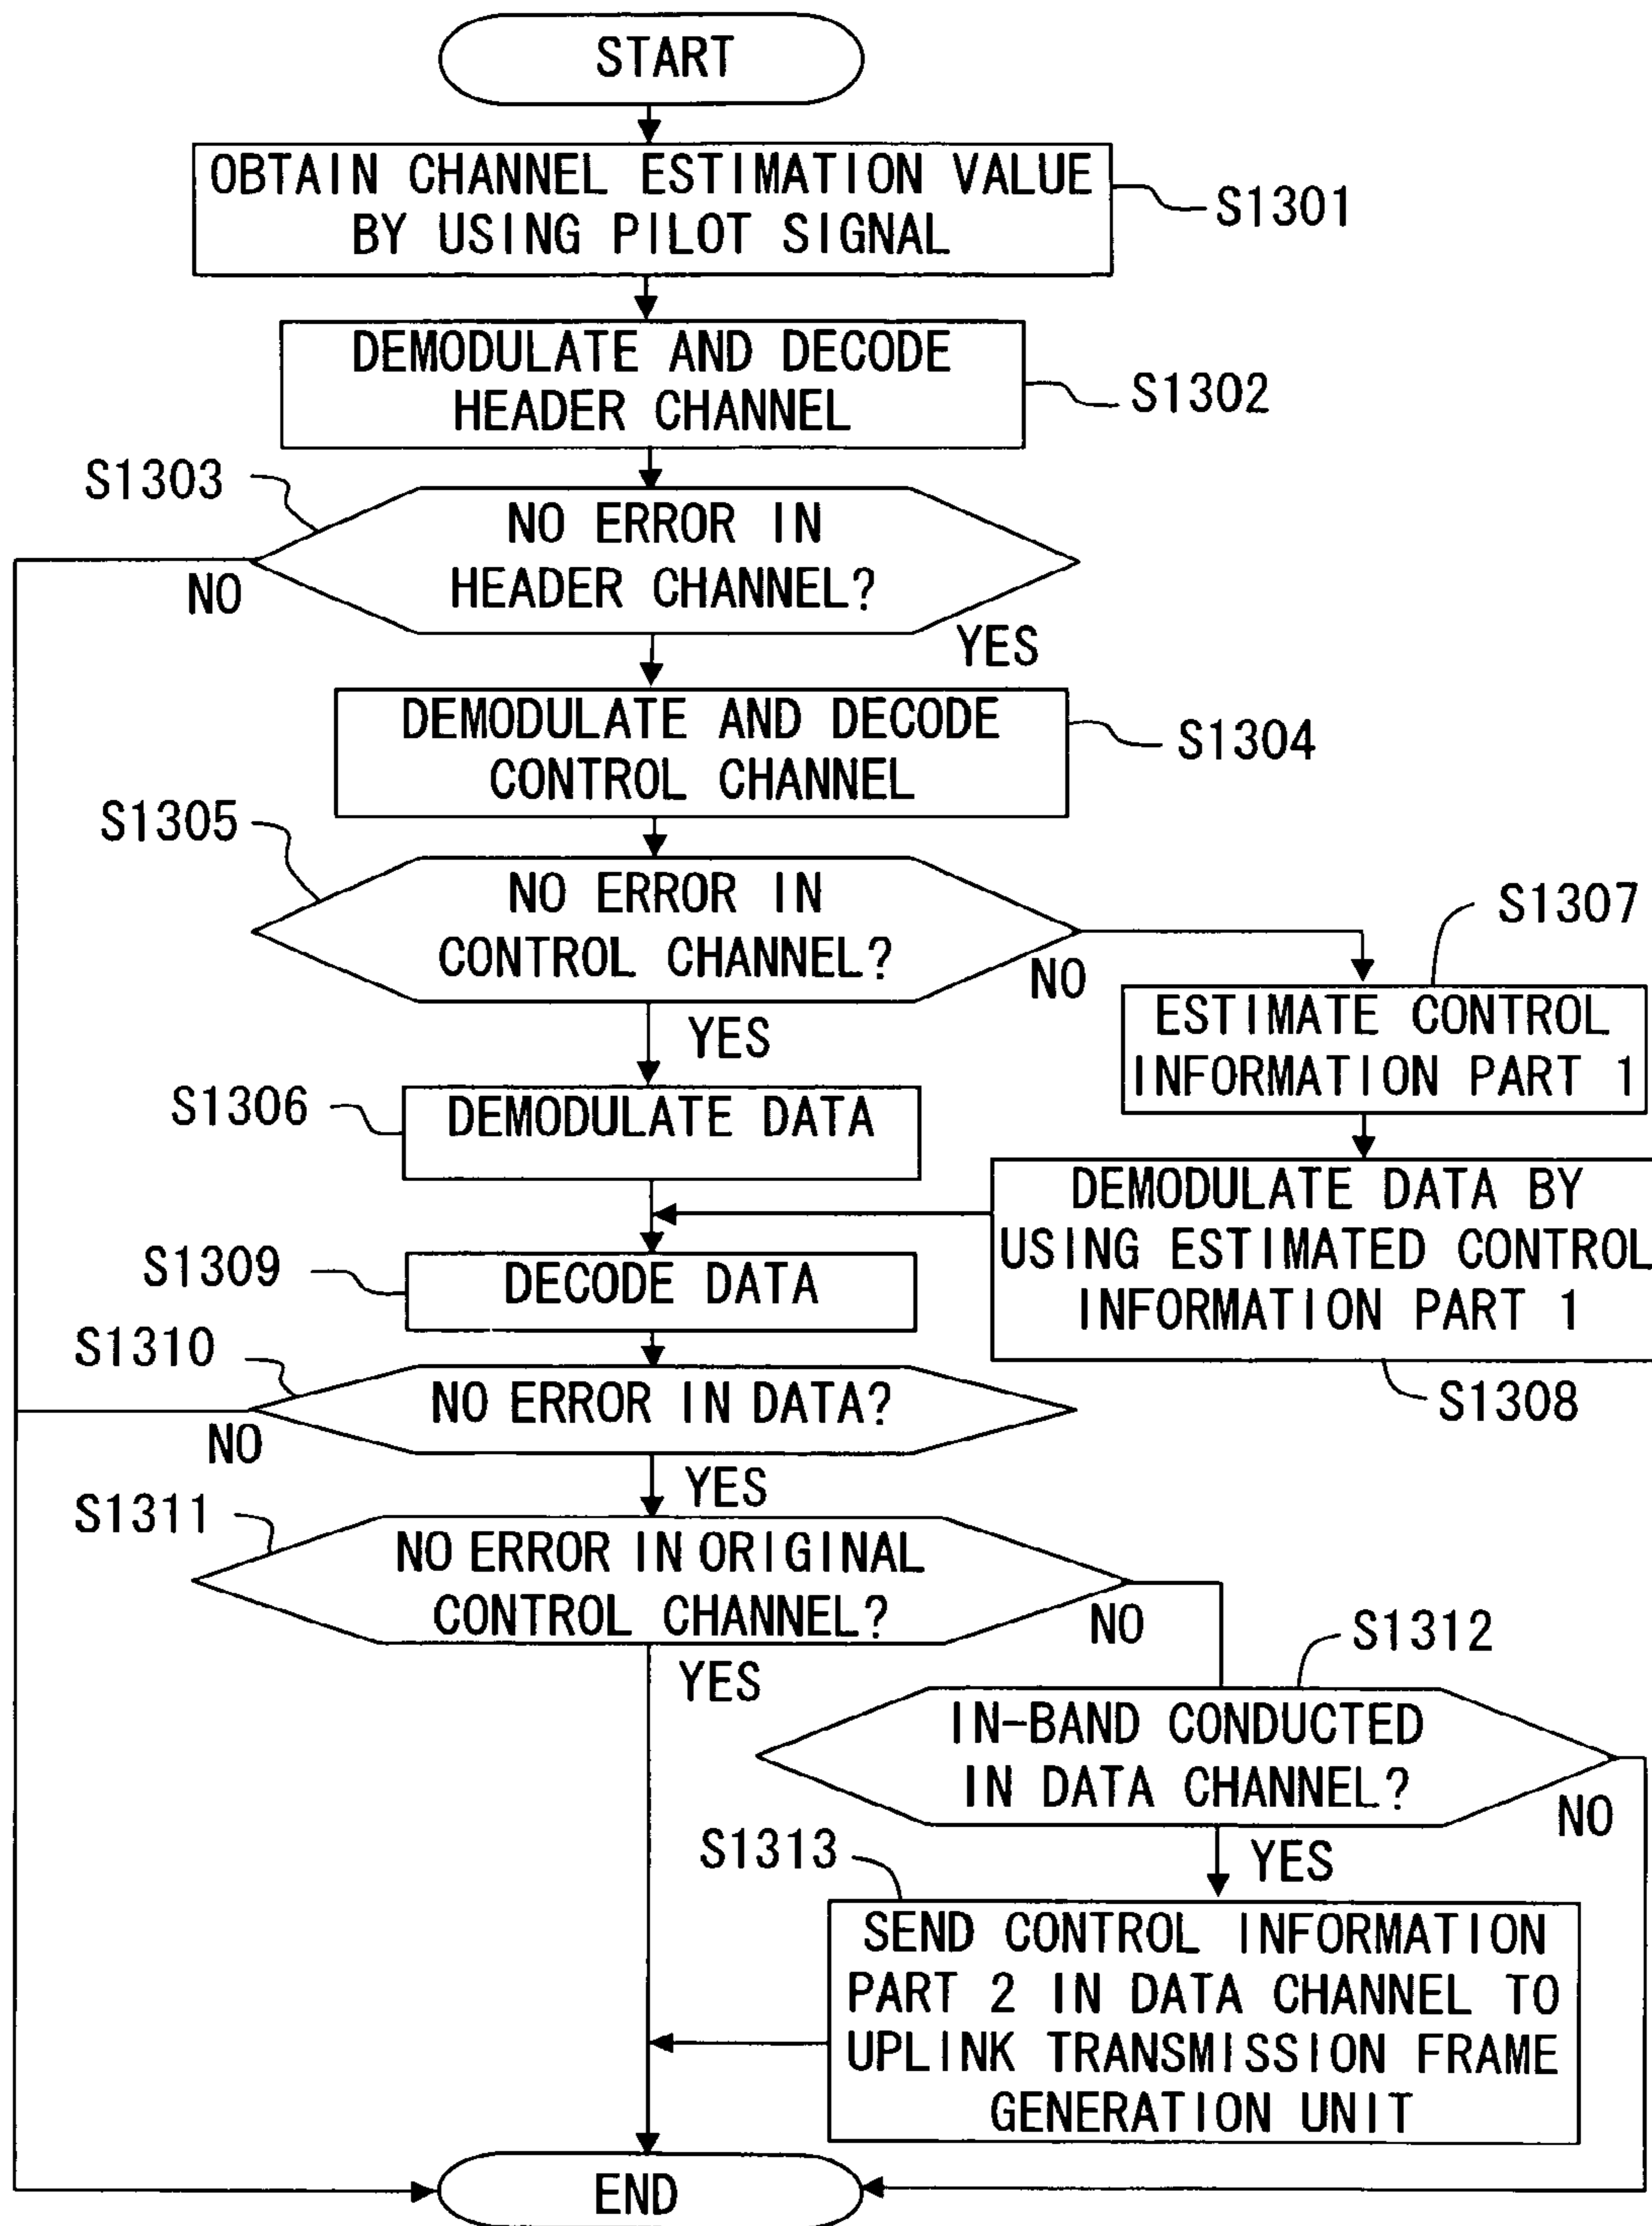 START
OBTAIN CHANNEL ESTIMATION VALUE
BY USING PILOT SIGNAL
S1301
DEMODULATE AND DECODE
HEADER CHANNEL
S1302
S1303
NO ERROR IN
HEADER CHANNEL?
NO
YES
DEMODULATE AND DECODE
CONTROL CHANNEL
S1304
S1305
NO ERROR IN
CONTROL CHANNEL?
NO
YES
S1307
ESTIMATE CONTROL
INFORMATION PART 1
S1306
DEMODULATE DATA
DEMODULATE DATA BY
USING ESTIMATED CONTROL
INFORMATION PART 1
S1308
S1309
DECODE DATA
S1310
NO ERROR IN DATA?
NO
YES
S1311
NO ERROR IN ORIGINAL
CONTROL CHANNEL?
NO
YES
S1312
IN-BAND CONDUCTED
IN DATA CHANNEL?
NO
YES
S1313
SEND CONTROL INFORMATION
PART 2 IN DATA CHANNEL TO
UPLINK TRANSMISSION FRAME
GENERATION UNIT
END